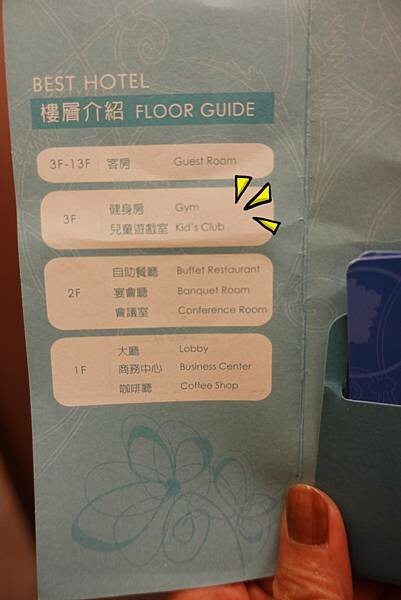 BEST HOTEL
樓層介紹 FLOOR GUIDE
3F-13F 客房 Guest Room
3F 健身房 Gym
兒童遊戲室 Kid's Club
自助餐廳 Buffet Restaurant
2F 宴會廳 Banquet Room
會議室 Conference Room
大廳 Lobby
1F 商務中心 Business Center
咖啡廳 Coffee Shop